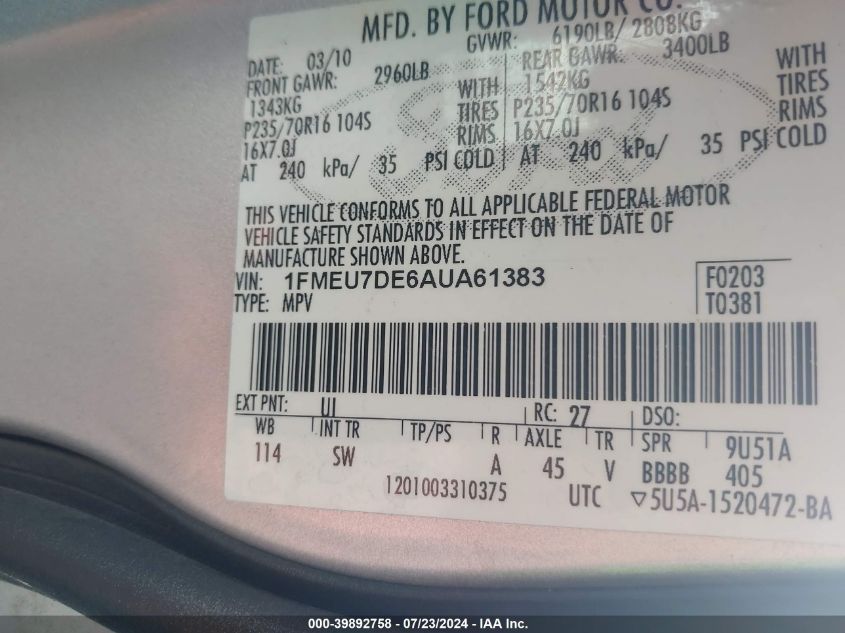 MFD. BY FORD MOTOR CO.
DATE: 03/10 GVWR: 6190LB/ 2808KG
FRONT GAWR: 2960LB REAR GAWR: 3400LB
1343KG WITH 1542KG WITH
P235/70R16 104S TIRES P235/70R16 104S TIRES
16X7.0J RIMS 16X7.0J RIMS
AT 240 kPa/ 35 PSI COLD AT 240 kPa/ 35 PSI COLD
THIS VEHICLE CONFORMS TO ALL APPLICABLE FEDERAL MOTOR
VEHICLE SAFETY STANDARDS IN EFFECT ON THE DATE OF
MANUFACTURE SHOWN ABOVE.
VIN: 1FMEU7DE6AUA61383 F0203
TYPE: MPV T0381
EXT PNT: UI RC: 27 DSO:
WB INT TR TP/PS R AXLE TR SPR 9U51A
114 SW A 45 V BBBB 405
1201003310375 UTC ▽5U5A-1520472-BA
000-39892758 - 07/23/2024 - IAA Inc.